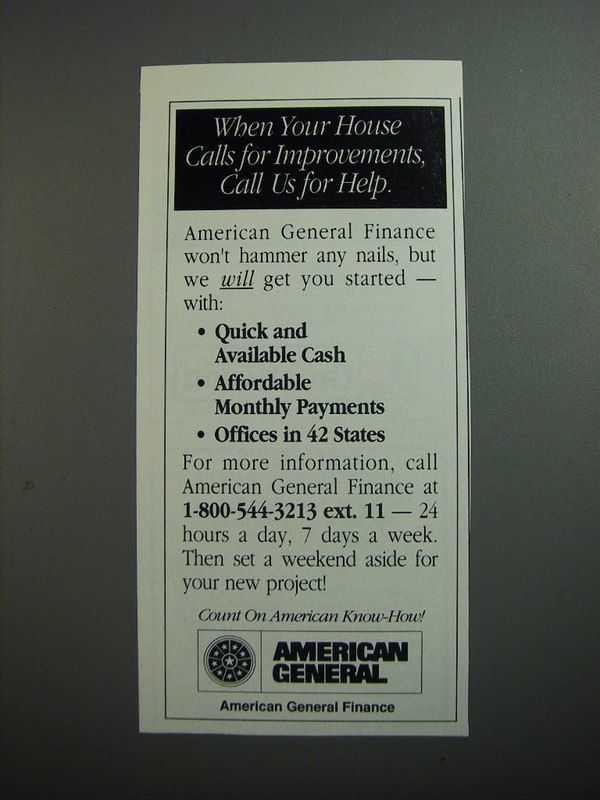 When Your House
Calls for Improvements,
Call Us for Help.
American General Finance
won't hammer any nails, but
we will get you started —
with:
• Quick and
Available Cash
• Affordable
Monthly Payments
• Offices in 42 States
For more information, call
American General Finance at
1-800-544-3213 ext. 11 — 24
hours a day, 7 days a week.
Then set a weekend aside for
your new project!
Count On American Know-How!
AMERICAN
GENERAL
American General Finance